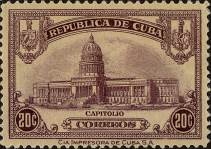 REPUBLICA DE CUBA
CAPITOLIO
20¢ CORREOS 20¢
CIA. IMPRESORA DE CUBA S.A.